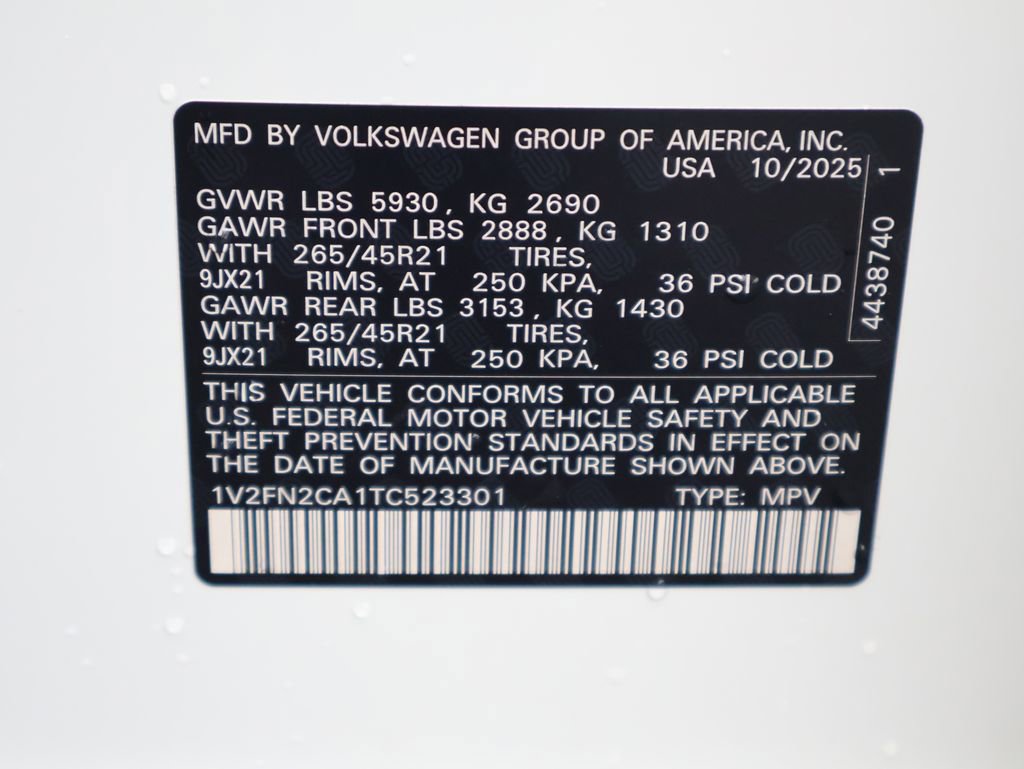 MFD BY VOLKSWAGEN GROUP OF AMERICA, INC.
USA 10/2025
GVWR LBS 5930, KG 2690
GAWR FRONT LBS 2888, KG 1310
WITH 265/45R21 TIRES,
9JX21 RIMS, AT 250 KPA, 36 PSI COLD
GAWR REAR LBS 3153, KG 1430
WITH 265/45R21 TIRES,
9JX21 RIMS, AT 250 KPA, 36 PSI COLD
4438740 1
THIS VEHICLE CONFORMS TO ALL APPLICABLE
U.S. FEDERAL MOTOR VEHICLE SAFETY AND
THEFT PREVENTION STANDARDS IN EFFECT ON
THE DATE OF MANUFACTURE SHOWN ABOVE.
1V2FN2CA1TC523301 TYPE: MPV